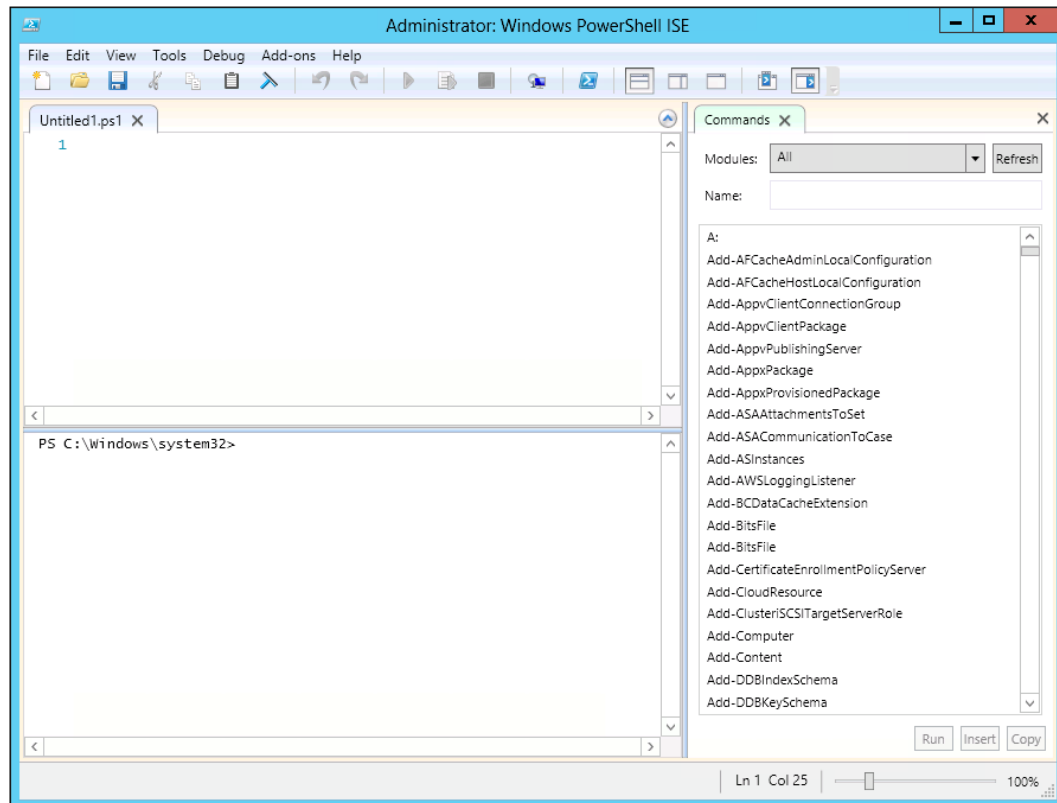 Administrator: Windows PowerShell ISE
File Edit View Tools Debug Add-ons Help
Untitled1.ps1
1
PS C:\Windows\system32>
Commands
Modules: All Refresh
Name:
A:
Add-AFCacheAdminLocalConfiguration
Add-AFCacheHostLocalConfiguration
Add-AppvClientConnectionGroup
Add-AppvClientPackage
Add-AppvPublishingServer
Add-AppxPackage
Add-AppxProvisionedPackage
Add-ASAAttachmentsToSet
Add-ASACommunicationToCase
Add-ASInstances
Add-AWSLoggingListener
Add-BCDataCacheExtension
Add-BitsFile
Add-BitsFile
Add-CertificateEnrollmentPolicyServer
Add-CloudResource
Add-ClusteriSCSITargetServerRole
Add-Computer
Add-Content
Add-DDBIndexSchema
Add-DDBKeySchema
Run Insert Copy
Ln 1 Col 25 100%